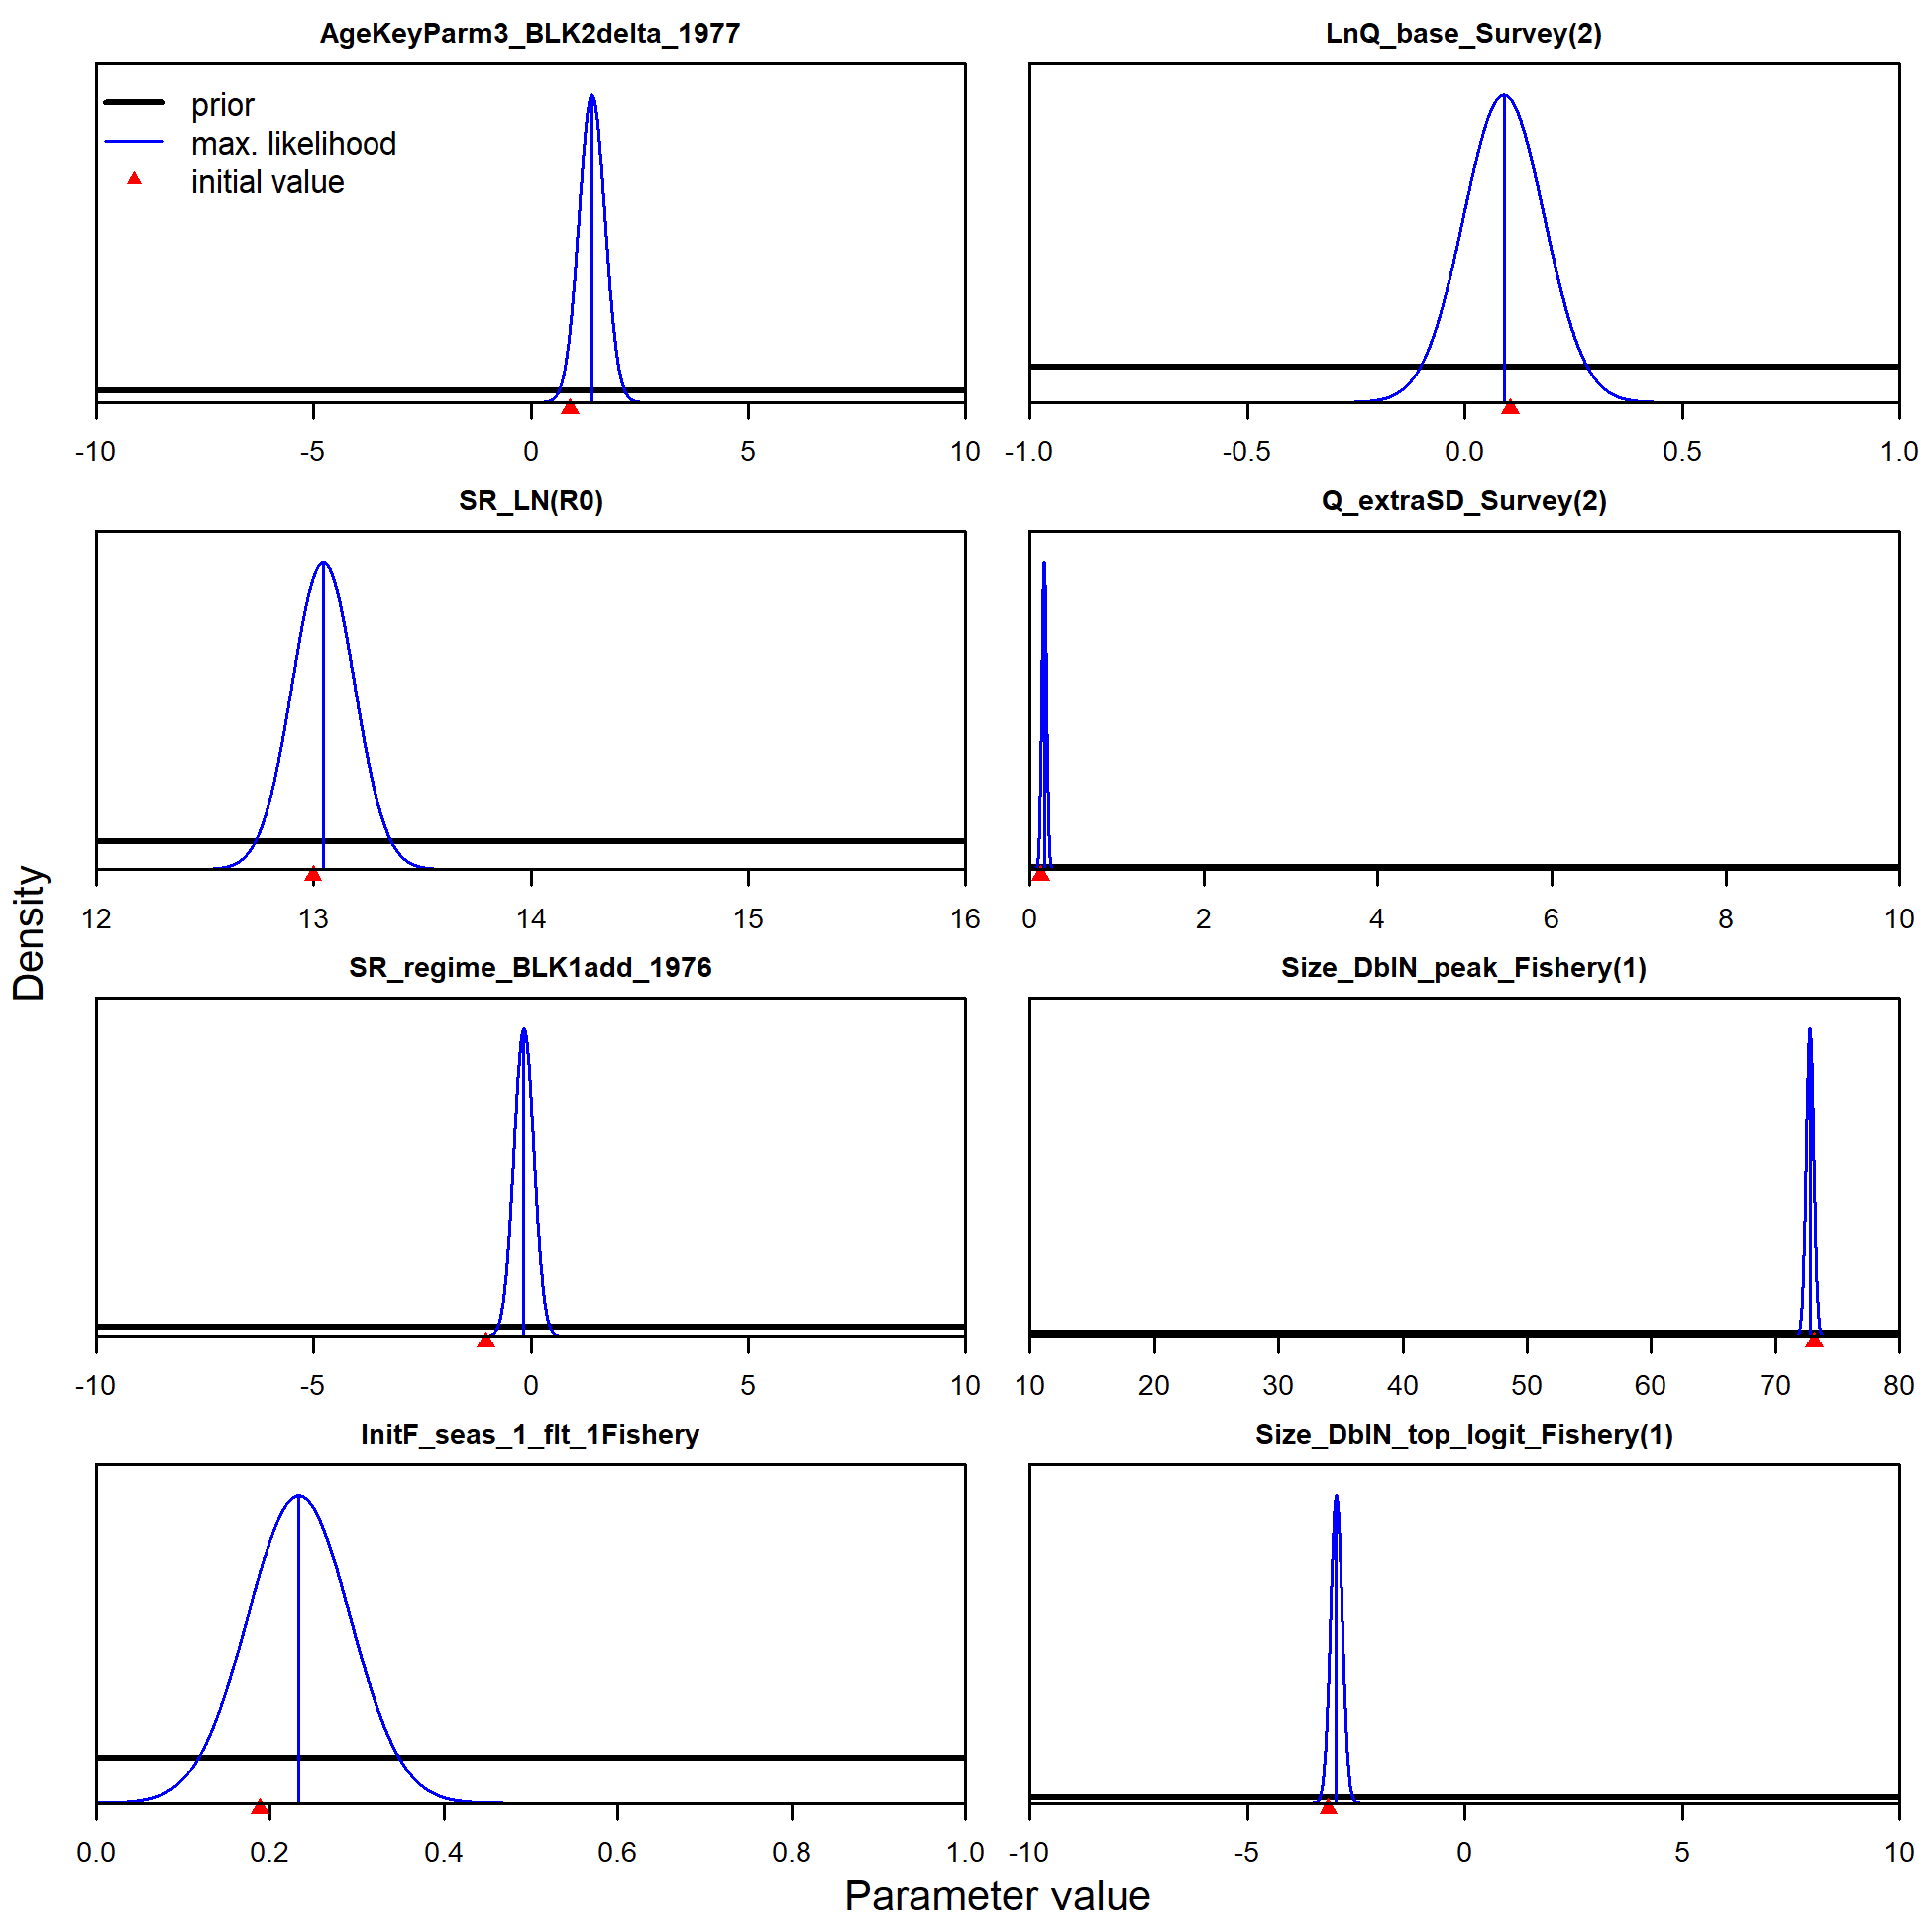 AgeKeyParm3_BLK2delta_1977
prior
max. likelihood
initial value
-10 -5 0 5 10
LnQ_base_Survey(2)
-1.0 -0.5 0.0 0.5 1.0
SR_LN(R0)
12 13 14 15 16
Q_extraSD_Survey(2)
0 2 4 6 8 10
SR_regime_BLK1add_1976
-10 -5 0 5 10
Size_DblN_peak_Fishery(1)
10 20 30 40 50 60 70 80
InitF_seas_1_flt_1Fishery
0.0 0.2 0.4 0.6 0.8 1.0
Size_DblN_top_logit_Fishery(1)
-10 -5 0 5 10
Density
Parameter value